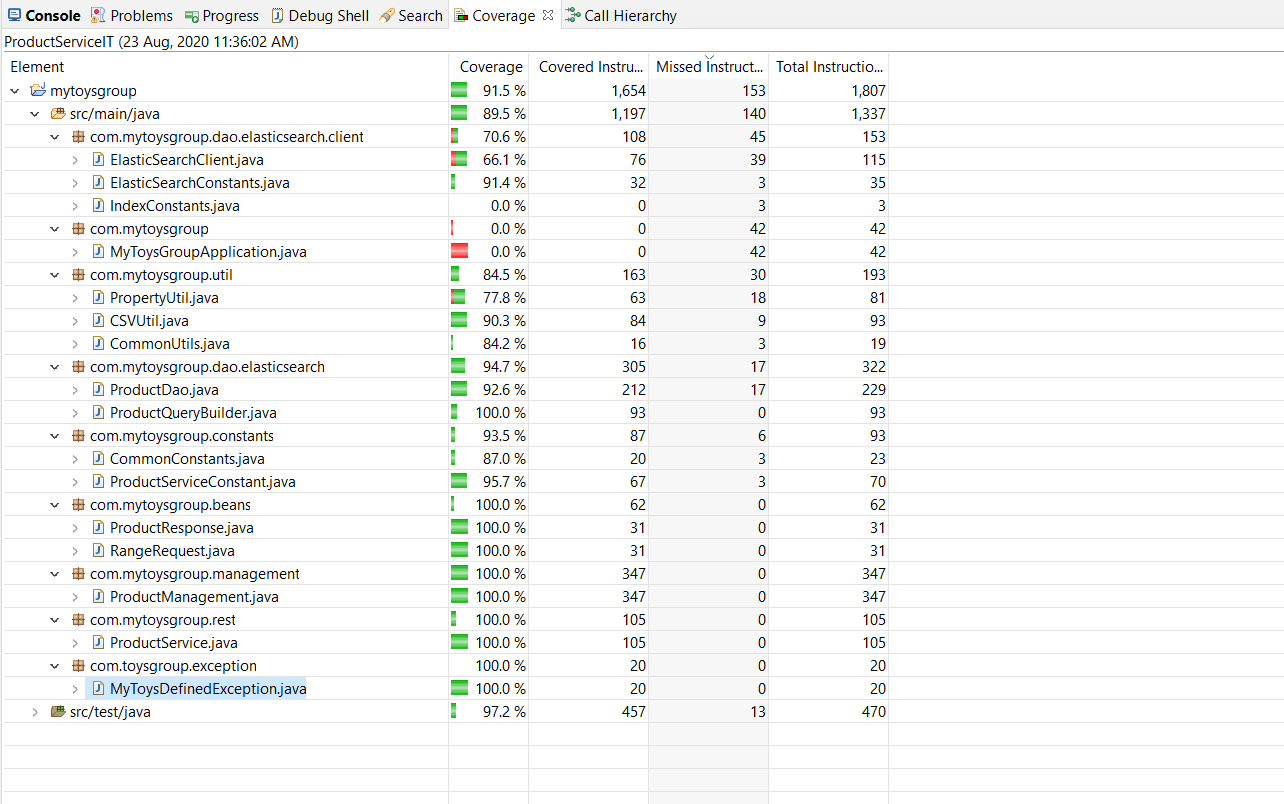 Console Problems Progress Debug Shell Search Coverage Call Hierarchy
ProductServiceIT (23 Aug, 2020 11:36:02 AM)
Element Coverage Covered Instru... Missed Instruct... Total Instructio...
mytoysgroup 91.5 % 1,654 153 1,807
src/main/java 89.5 % 1,197 140 1,337
com.mytoysgroup.dao.elasticsearch.client 70.6 % 108 45 153
ElasticSearchClient.java 66.1 % 76 39 115
ElasticSearchConstants.java 91.4 % 32 3 35
IndexConstants.java 0.0 % 0 3 3
com.mytoysgroup 0.0 % 0 42 42
MyToysGroupApplication.java 0.0 % 0 42 42
com.mytoysgroup.util 84.5 % 163 30 193
PropertyUtil.java 77.8 % 63 18 81
CSVUtil.java 90.3 % 84 9 93
CommonUtils.java 84.2 % 16 3 19
com.mytoysgroup.dao.elasticsearch 94.7 % 305 17 322
ProductDao.java 92.6 % 212 17 229
ProductQueryBuilder.java 100.0 % 93 0 93
com.mytoysgroup.constants 93.5 % 87 6 93
CommonConstants.java 87.0 % 20 3 23
ProductServiceConstant.java 95.7 % 67 3 70
com.mytoysgroup.beans 100.0 % 62 0 62
ProductResponse.java 100.0 % 31 0 31
RangeRequest.java 100.0 % 31 0 31
com.mytoysgroup.management 100.0 % 347 0 347
ProductManagement.java 100.0 % 347 0 347
com.mytoysgroup.rest 100.0 % 105 0 105
ProductService.java 100.0 % 105 0 105
com.toysgroup.exception 100.0 % 20 0 20
MyToysDefinedException.java 100.0 % 20 0 20
src/test/java 97.2 % 457 13 470